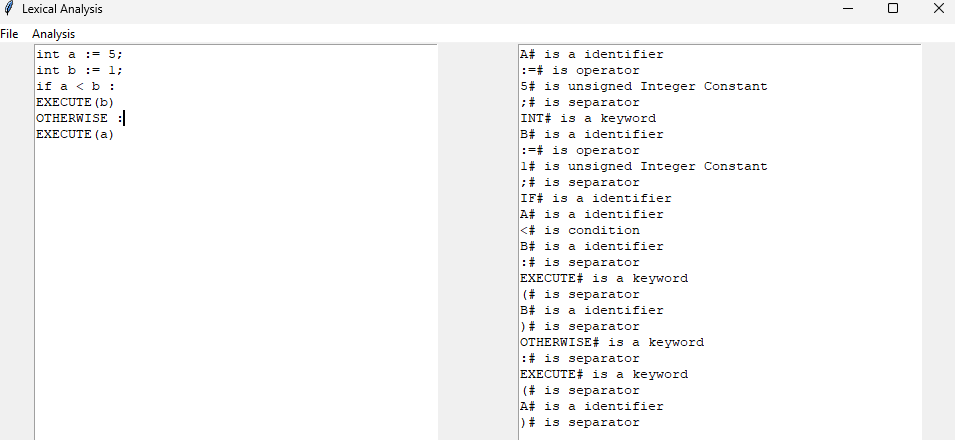 Lexical Analysis
File Analysis
int a := 5;
int b := 1;
if a < b :
EXECUTE(b)
OTHERWISE :
EXECUTE(a)
A# is a identifier
:=# is operator
5# is unsigned Integer Constant
;# is separator
INT# is a keyword
B# is a identifier
:=# is operator
1# is unsigned Integer Constant
;# is separator
IF# is a identifier
A# is a identifier
<# is condition
B# is a identifier
:# is separator
EXECUTE# is a keyword
(# is separator
B# is a identifier
)# is separator
OTHERWISE# is a keyword
:# is separator
EXECUTE# is a keyword
(# is separator
A# is a identifier
)# is separator